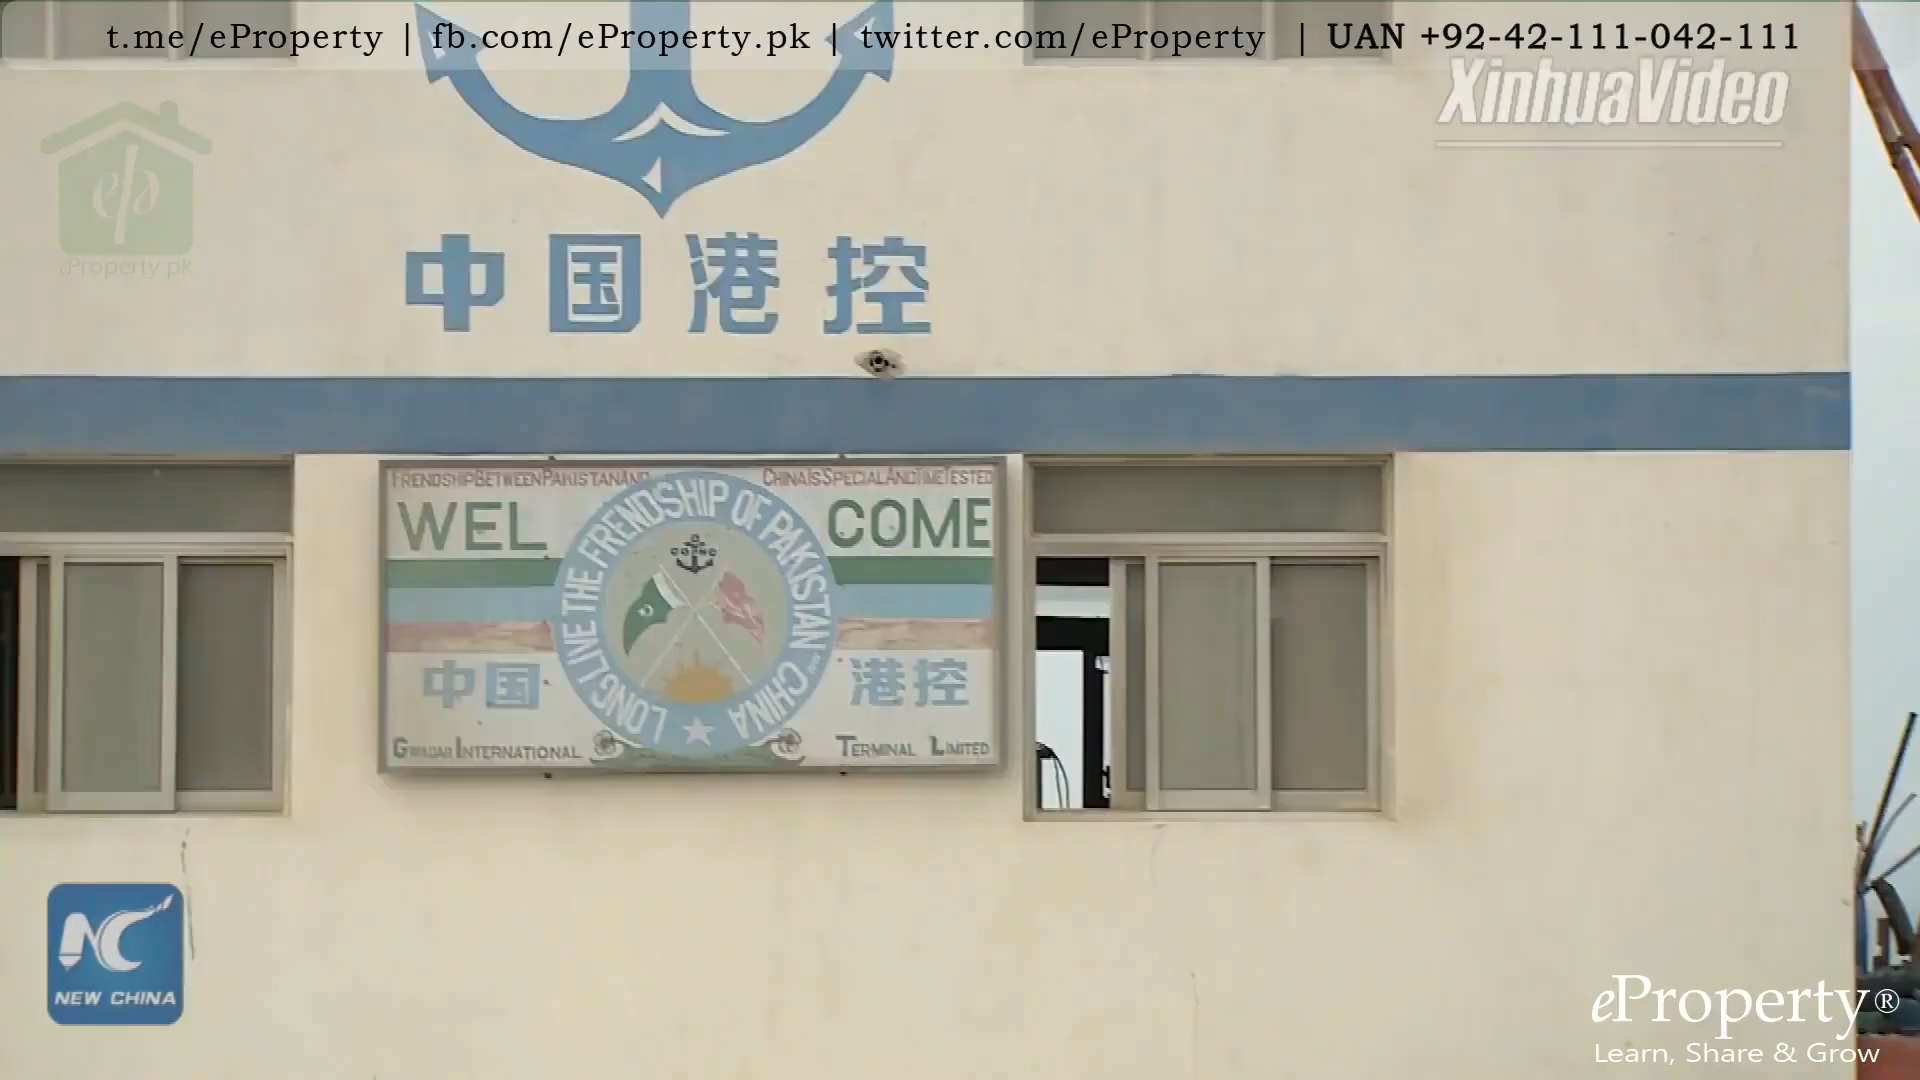 t.me/eProperty | fb.com/eProperty.pk | twitter.com/eProperty | UAN +92-42-111-042-111
XinhuaVideo
eProperty.pk
中国港控
FRENDSHIPBETWEENPAKISTANAND CHINAISSPECIALANDTIMETESTED
WEL COME
LONG LIVE THE FRENDSHIP OF PAKISTAN CHINA
中国 港控
GWADAR INTERNATIONAL TERMINAL LIMITED
NEW CHINA
eProperty®
Learn, Share & Grow